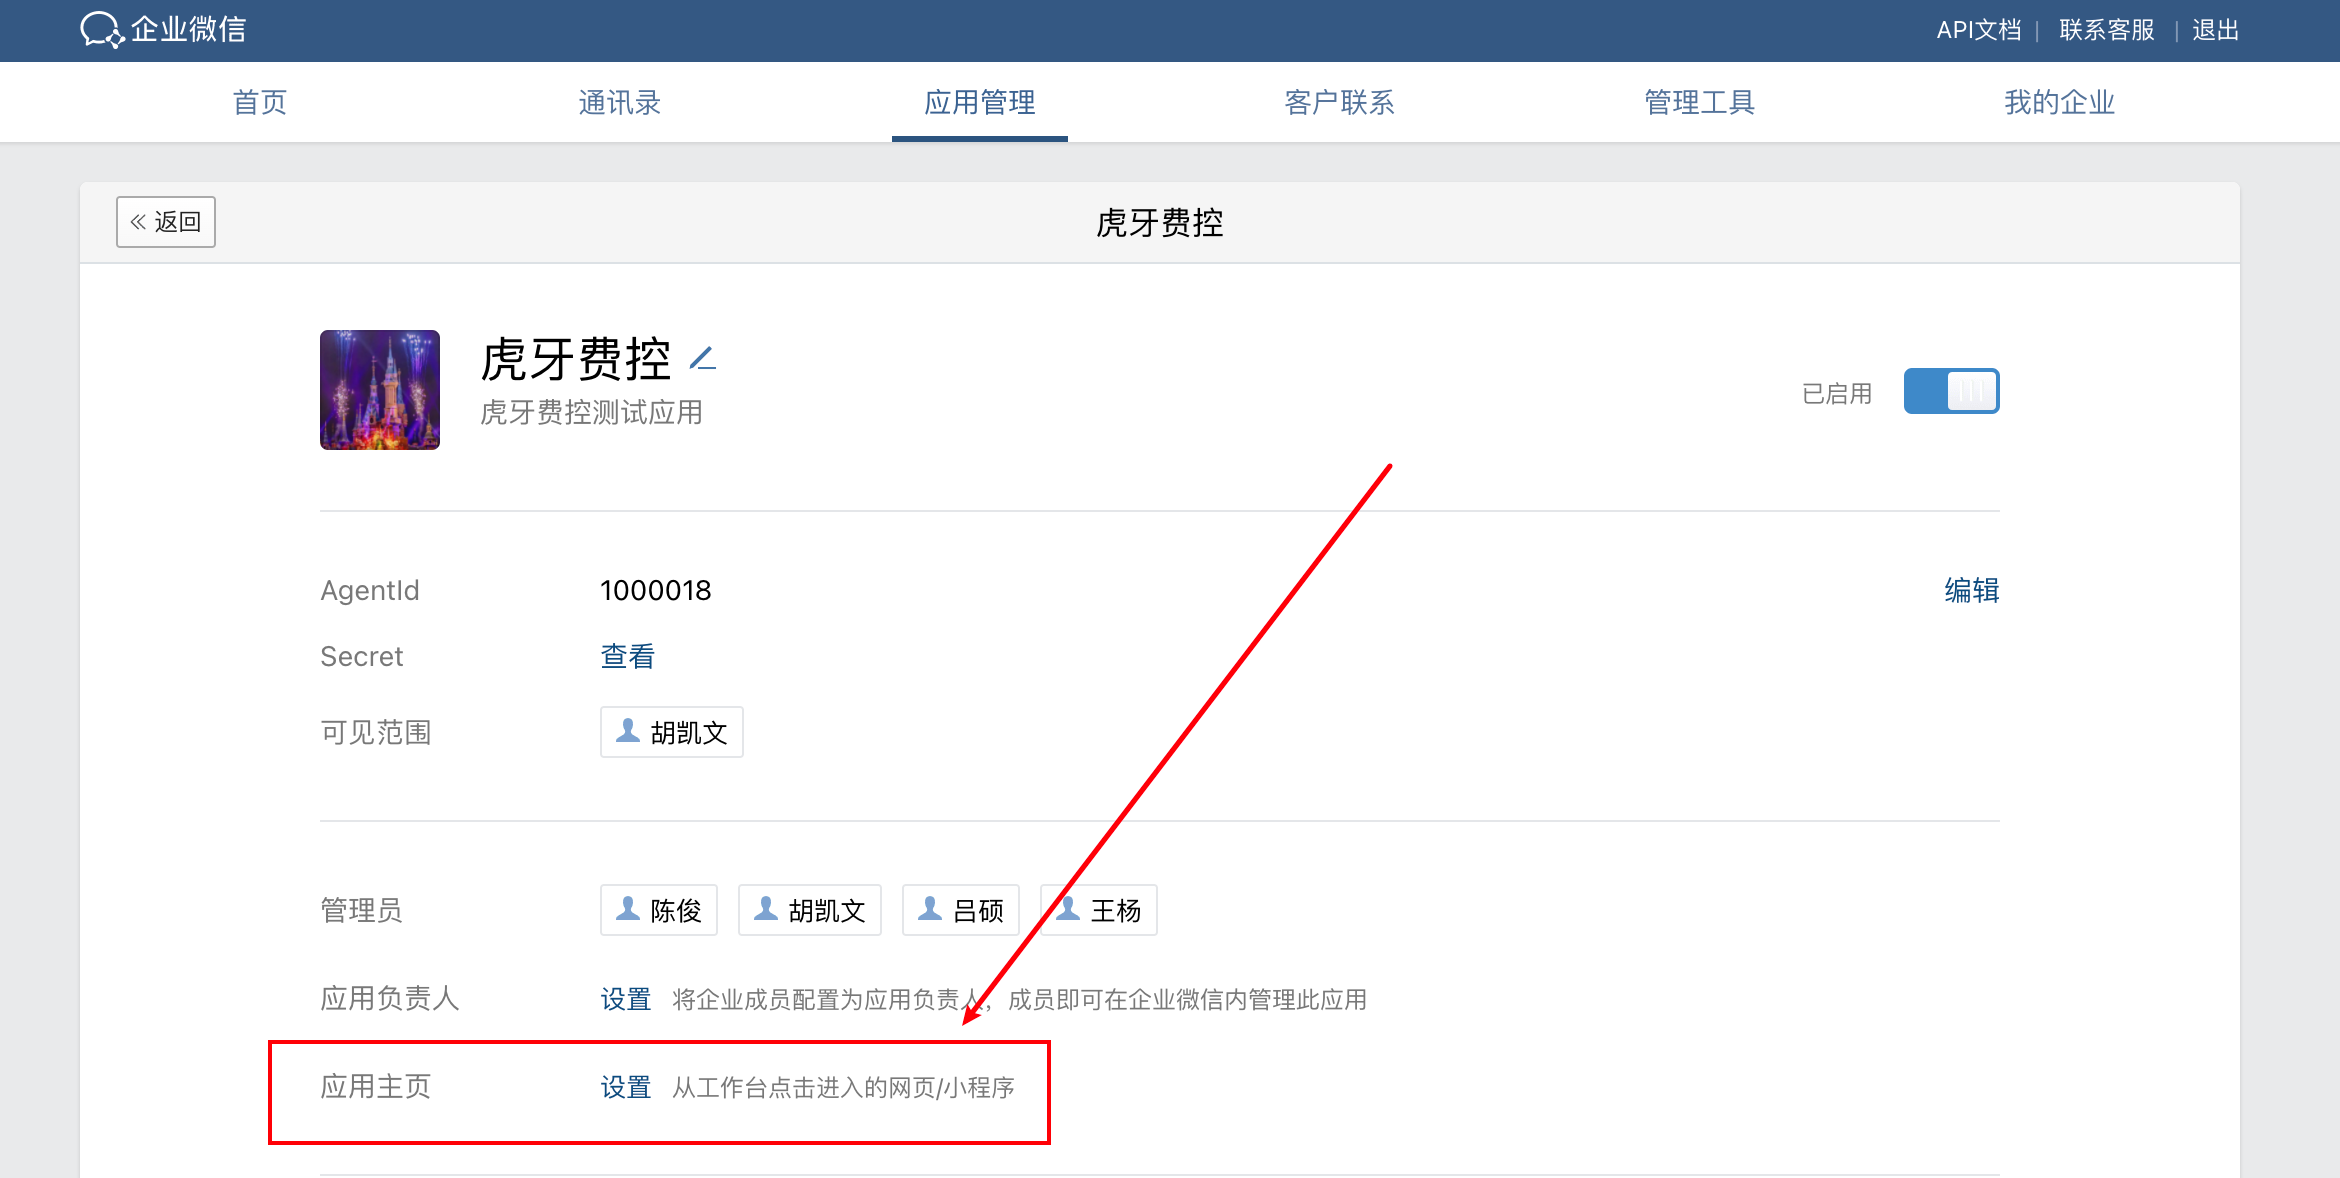 企业微信
API文档 | 联系客服 | 退出
首页 通讯录 应用管理 客户联系 管理工具 我的企业
« 返回 虎牙费控
虎牙费控
虎牙费控测试应用
已启用
AgentId 1000018 编辑
Secret 查看
可见范围 胡凯文
管理员 陈俊 胡凯文 吕硕 王杨
应用负责人 设置 将企业成员配置为应用负责人，成员即可在企业微信内管理此应用
应用主页 设置 从工作台点击进入的网页/小程序